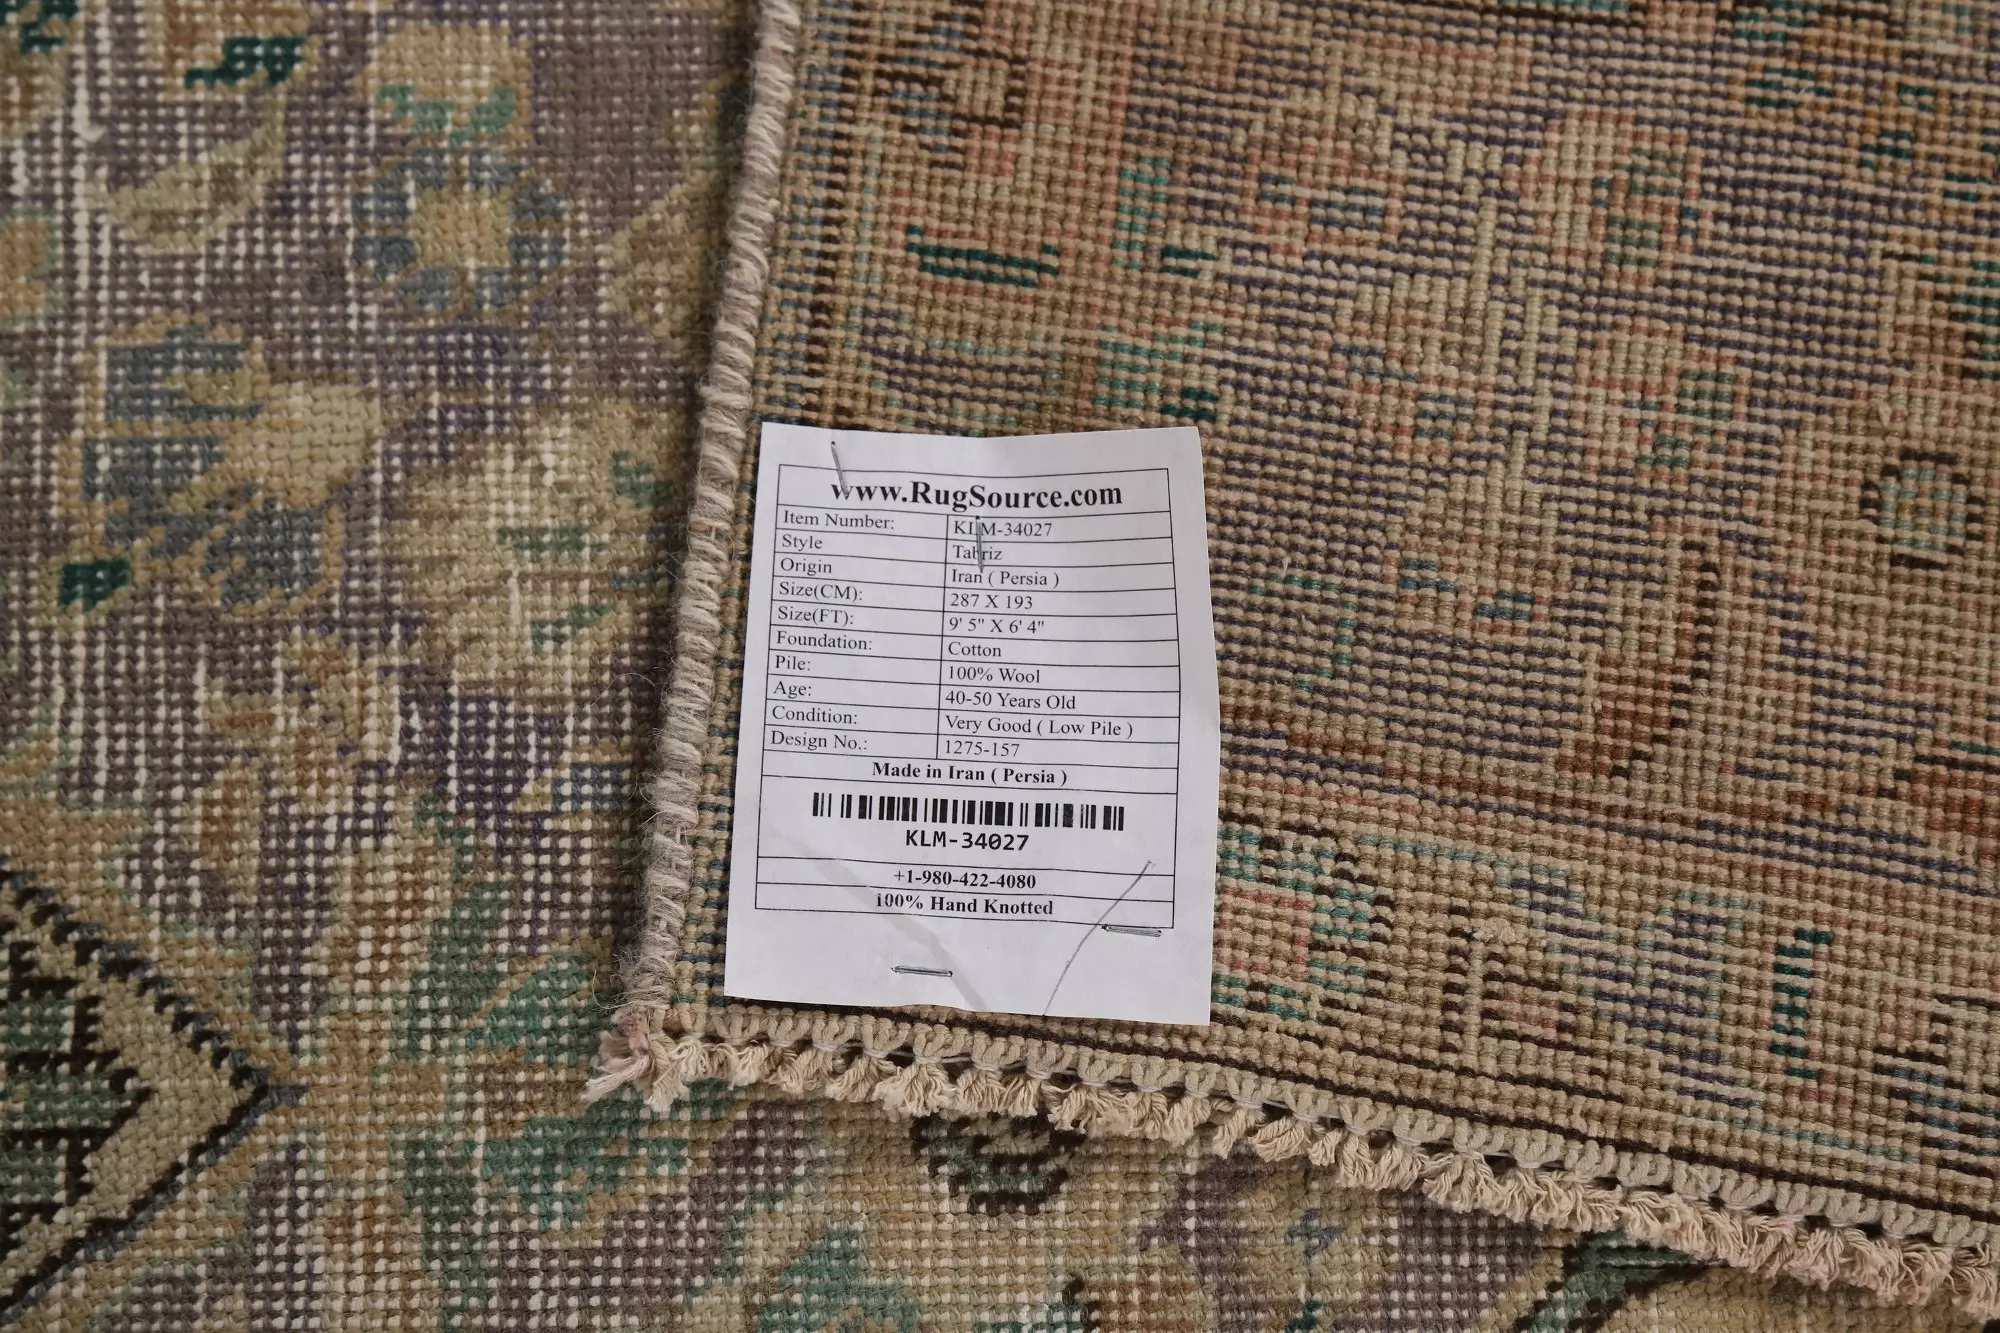 www.RugSource.com
Item Number: KLM-34027
Style Tabriz
Origin Iran ( Persia )
Size(CM): 287 X 193
Size(FT): 9' 5" X 6' 4"
Foundation: Cotton
Pile: 100% Wool
Age: 40-50 Years Old
Condition: Very Good ( Low Pile )
Design No.: 1275-157
Made in Iran ( Persia )
KLM-34027
+1-980-422-4080
100% Hand Knotted